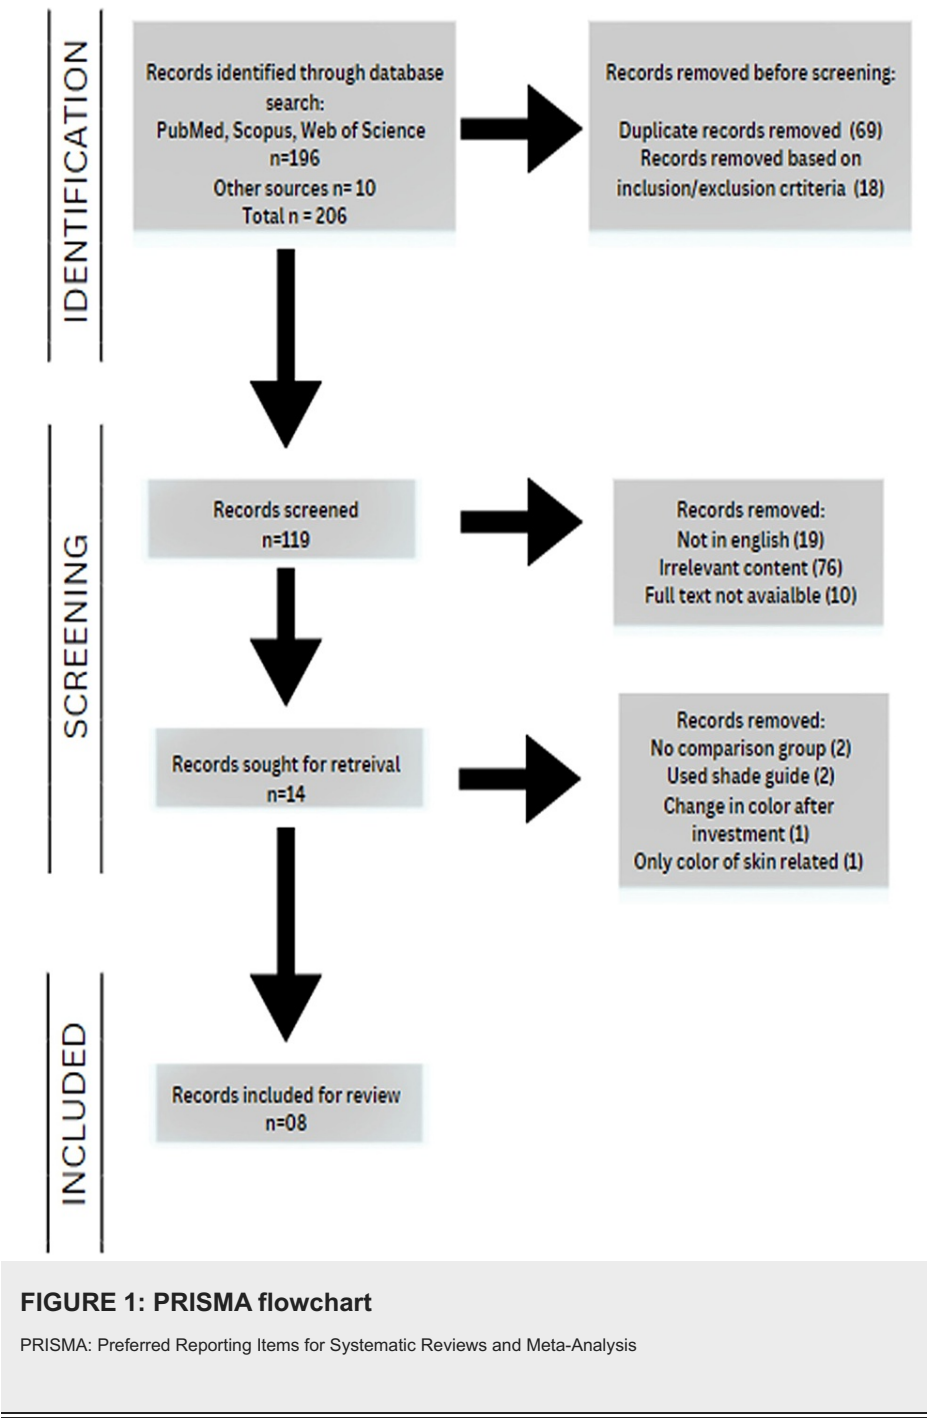 IDENTIFICATION
Records identified through database
search:
PubMed, Scopus, Web of Science
n=196
Other sources n= 10
Total n = 206
Records removed before screening:
Duplicate records removed (69)
Records removed based on
inclusion/exclusion crtiteria (18)
SCREENING
Records screened
n=119
Records removed:
Not in english (19)
Irrelevant content (76)
Full text not avaialble (10)
Records sought for retreival
n=14
Records removed:
No comparison group (2)
Used shade guide (2)
Change in color after
investment (1)
Only color of skin related (1)
INCLUDED
Records included for review
n=08
FIGURE 1: PRISMA flowchart
PRISMA: Preferred Reporting Items for Systematic Reviews and Meta-Analysis